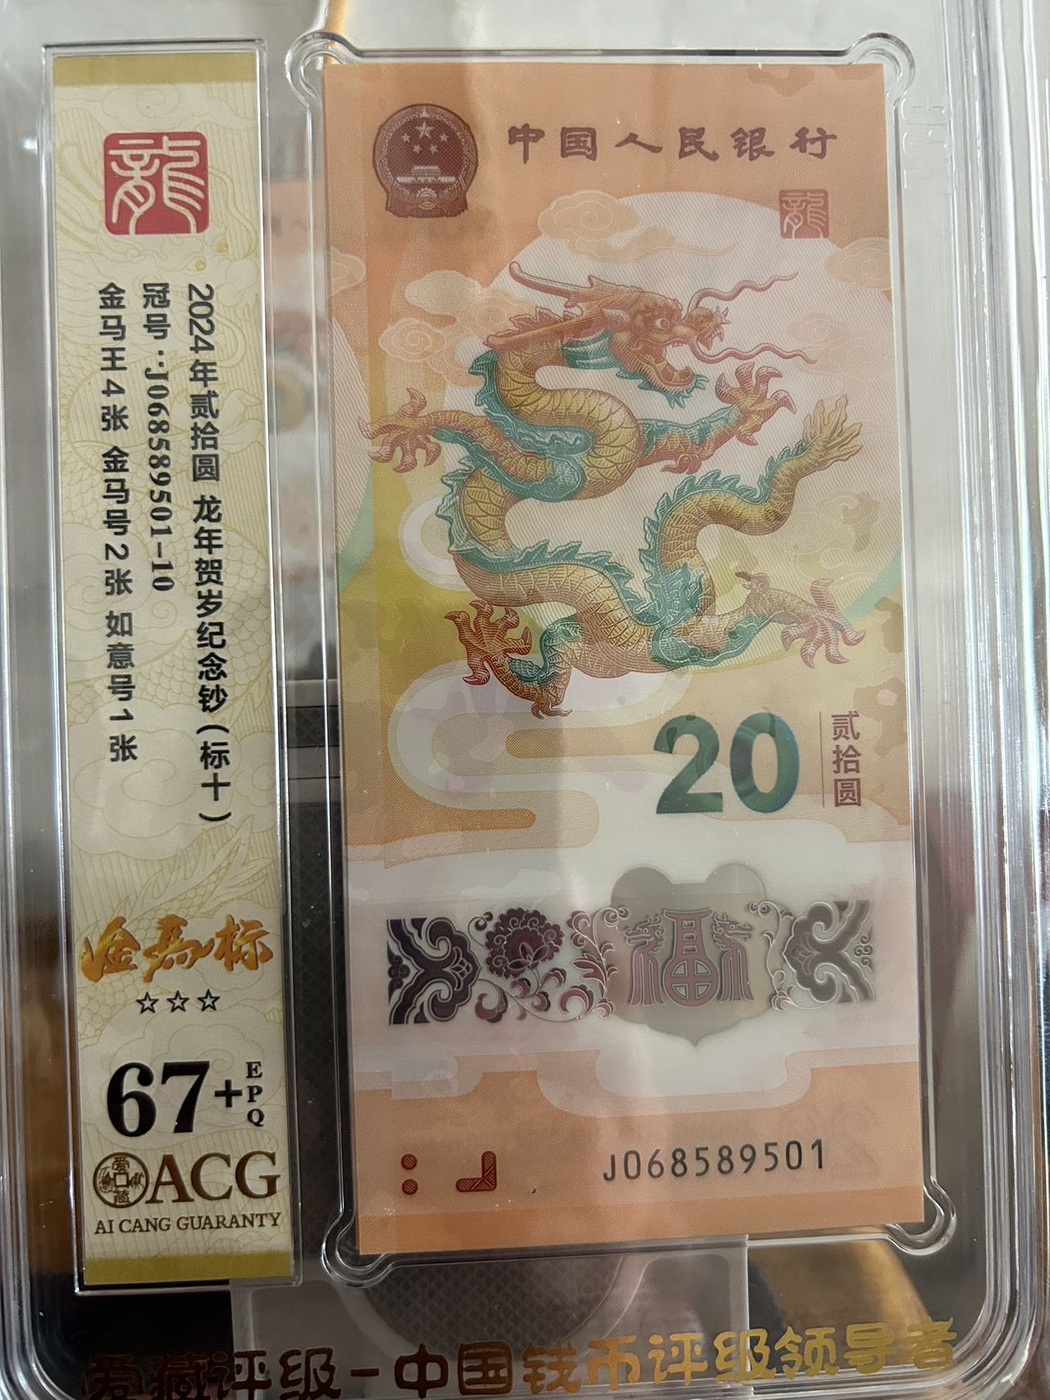 龍
2024年贰拾圆 龙年贺岁纪念钞(标十)
冠号:J068589501-10
金马王4张 金马号2张 如意号1张
金马标
☆☆☆
67+EPQ
爱藏
ACG
AI CANG GUARANTY
中国人民银行
龍
20
贰拾圆
福
J068589501
爱藏评级-中国钱币评级领导者